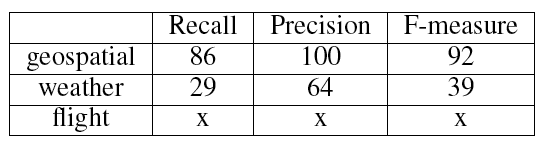 Recall Precision F-measure
geospatial 86 100 92
weather 29 64 39
flight x x x